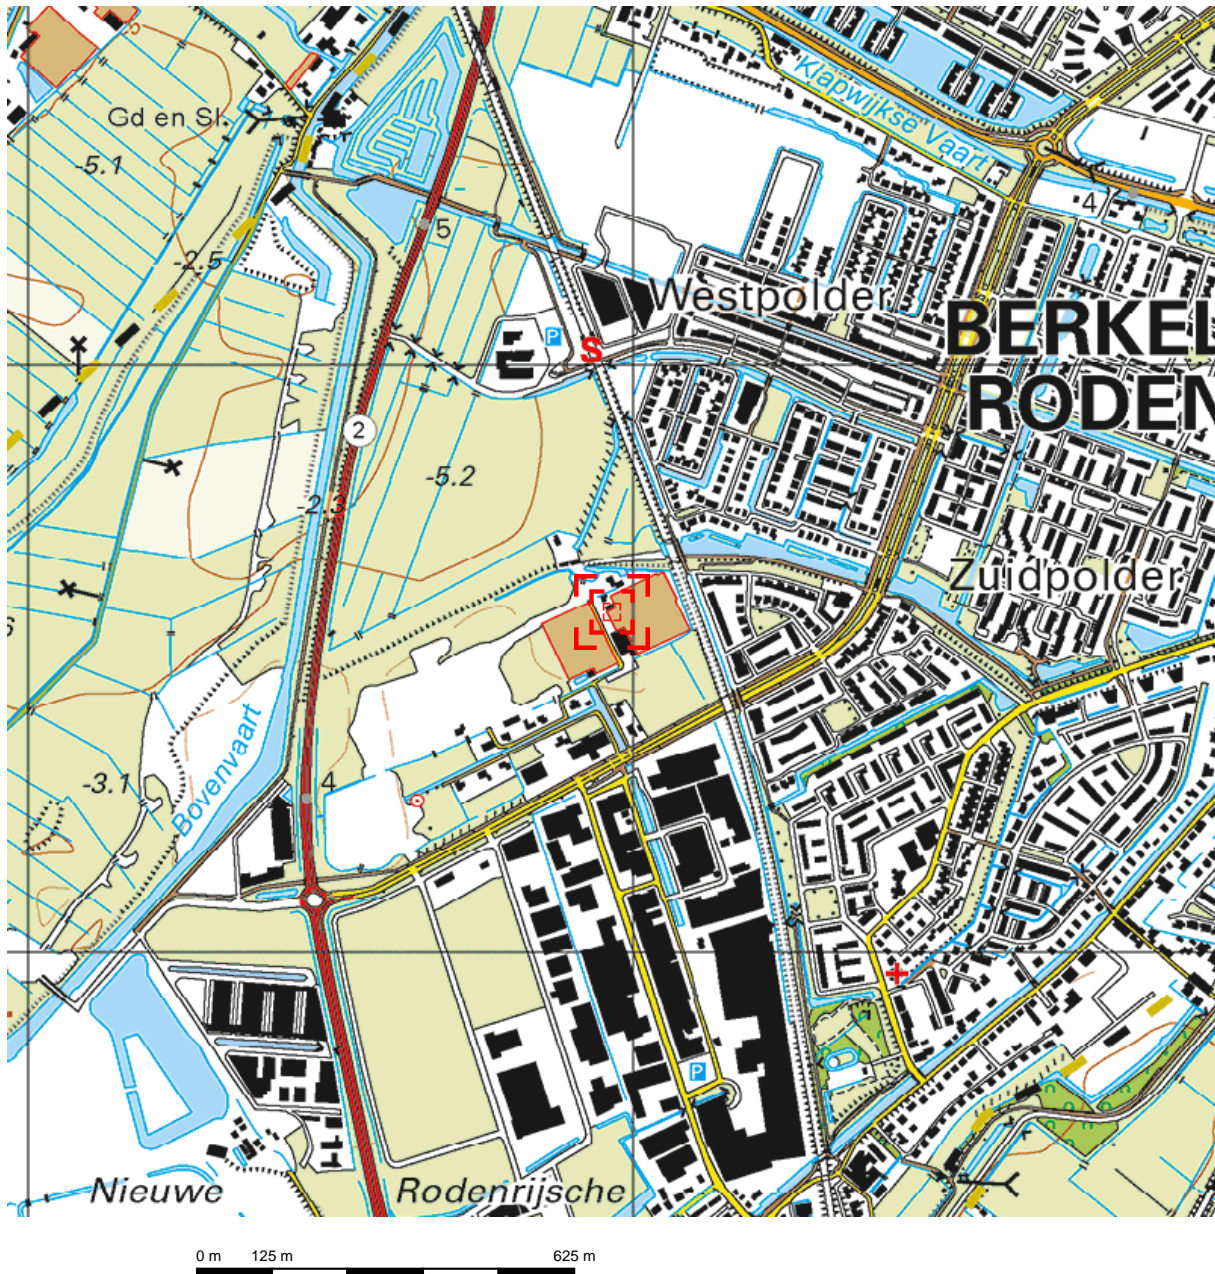 Klapwijkse Vaart
Gd en Sl.
-5.1
4
5
-2.5
Westpolder
P
S
BERKEL
RODEN
2
-5.2
-2.3
Zuidpolder
6
-3.1
Bovenvaart
4
P
Nieuwe
Rodenrijsche
0 m 125 m 625 m